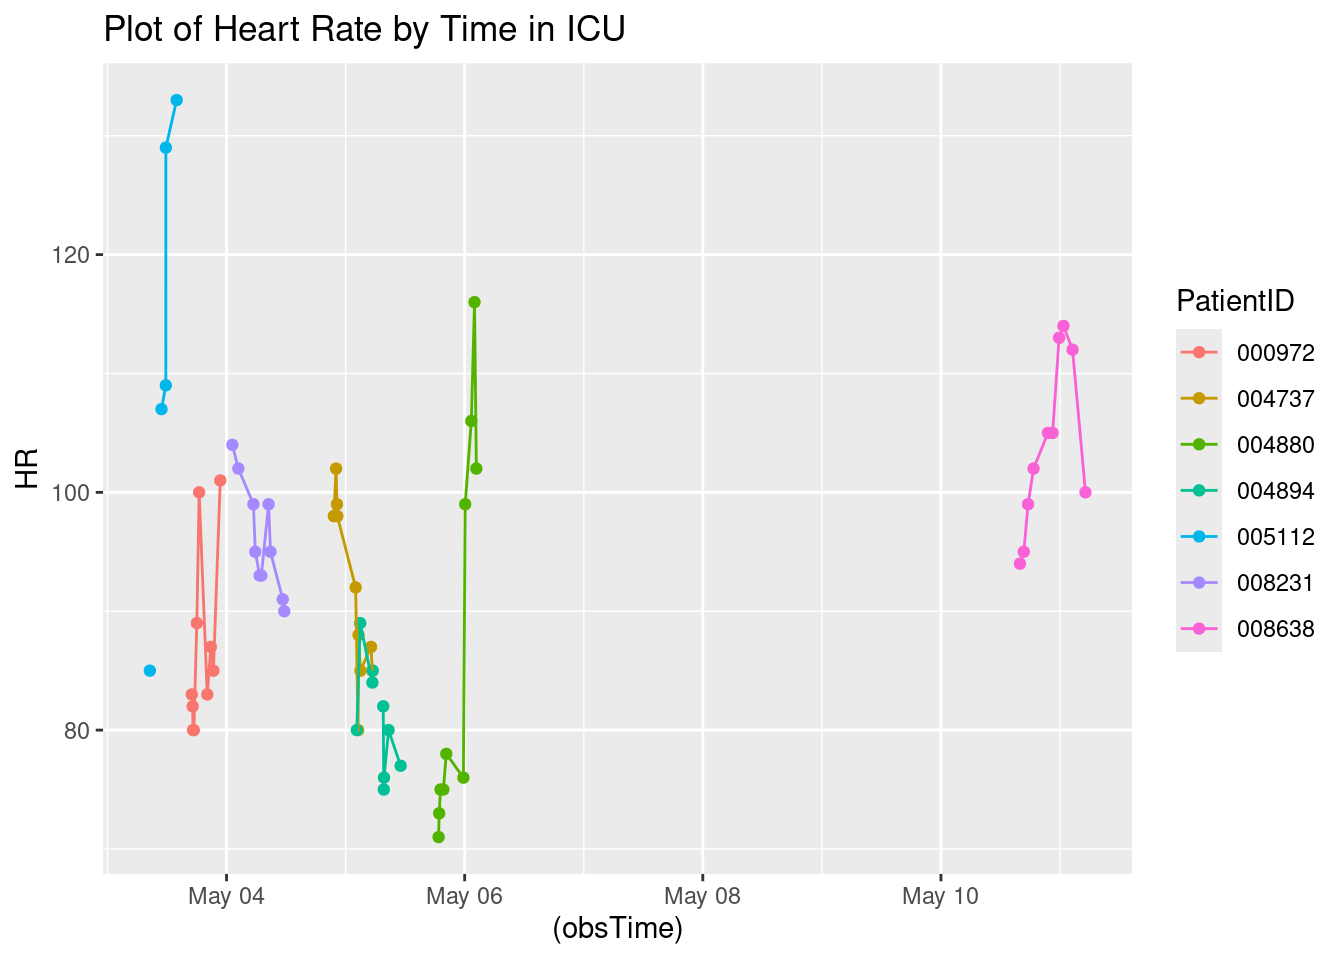 Plot of Heart Rate by Time in ICU
HR
120
100
80
May 04
May 06
May 08
May 10
(obsTime)
PatientID
000972
004737
004880
004894
005112
008231
008638